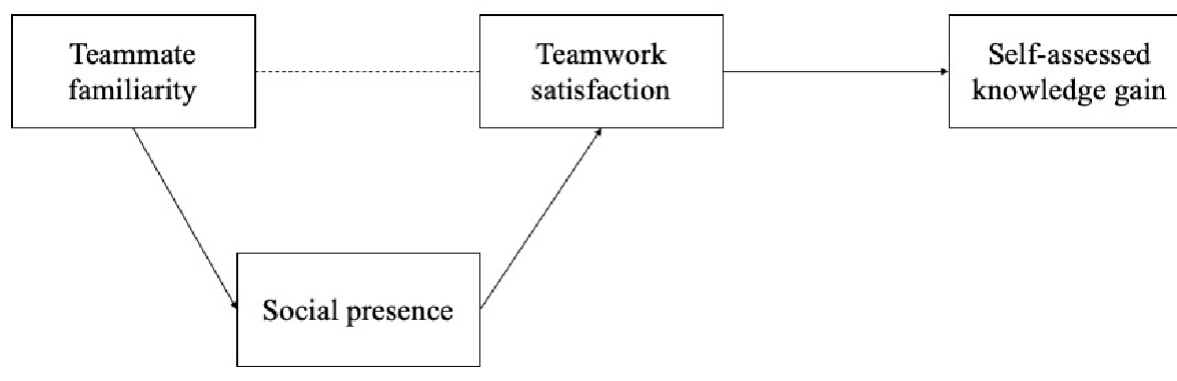 Teammate
familiarity
Teamwork
satisfaction
Self-assessed
knowledge gain
Social presence